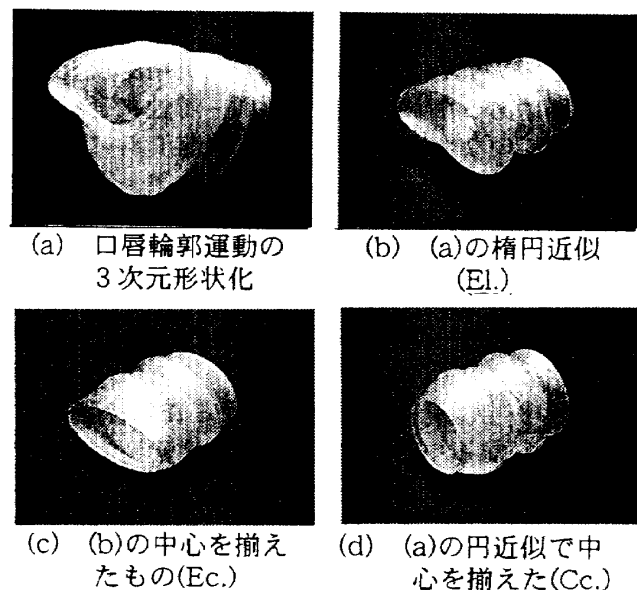 (a) 口唇輪郭運動の
3次元形状化
(b) (a)の楕円近似
(El.)
(c) (b)の中心を揃え
たもの(Ec.)
(d) (a)の円近似で中
心を揃えた(Cc.)